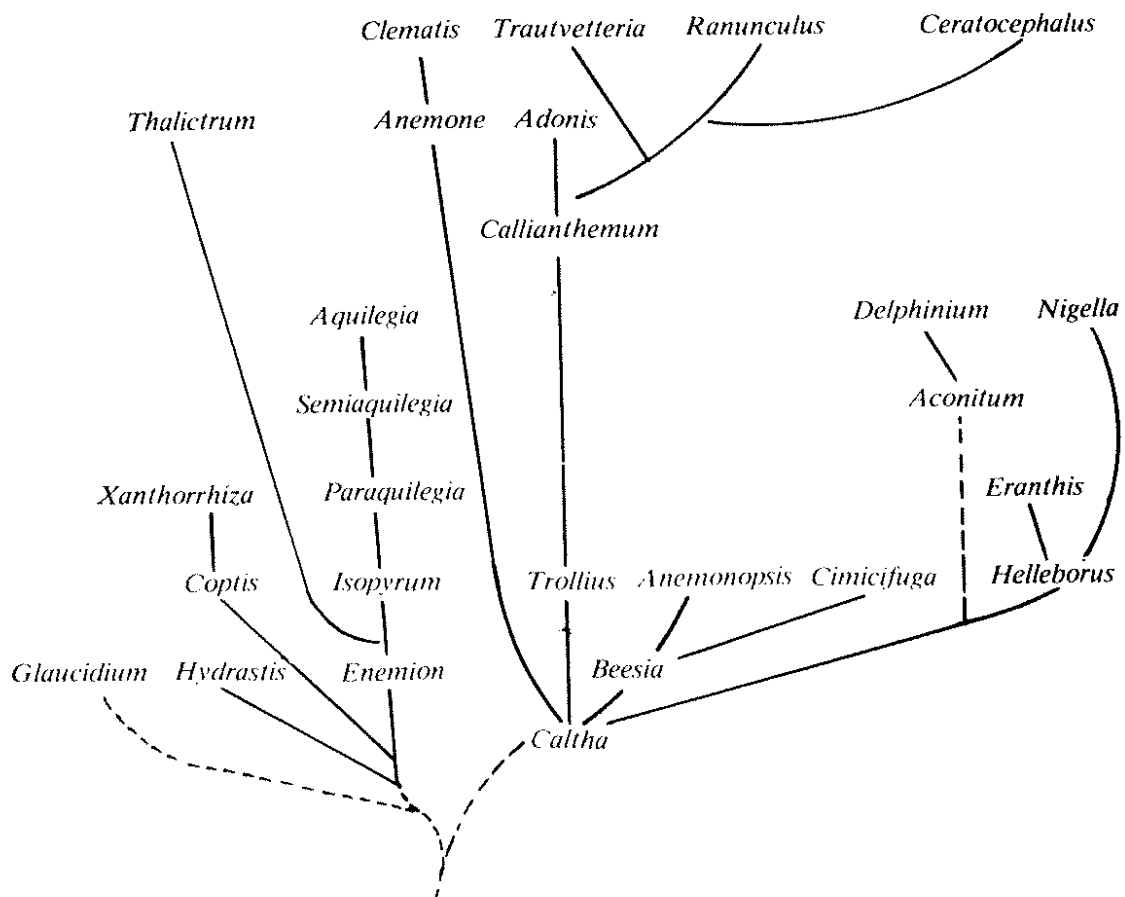 Clematis Trautvetteria Ranunculus Ceratocephalus
Thalictrum Anemone Adonis
Callianthemum
Aquilegia Delphinium Nigella
Semiaquilegia Aconitum
Xanthorrhiza Paraquilegia Eranthis
Coptis Isopyrum Trollius Anemonopsis Cimicifuga Helleborus
Glaucidium Hydrastis Enemion Beesia
Caltha